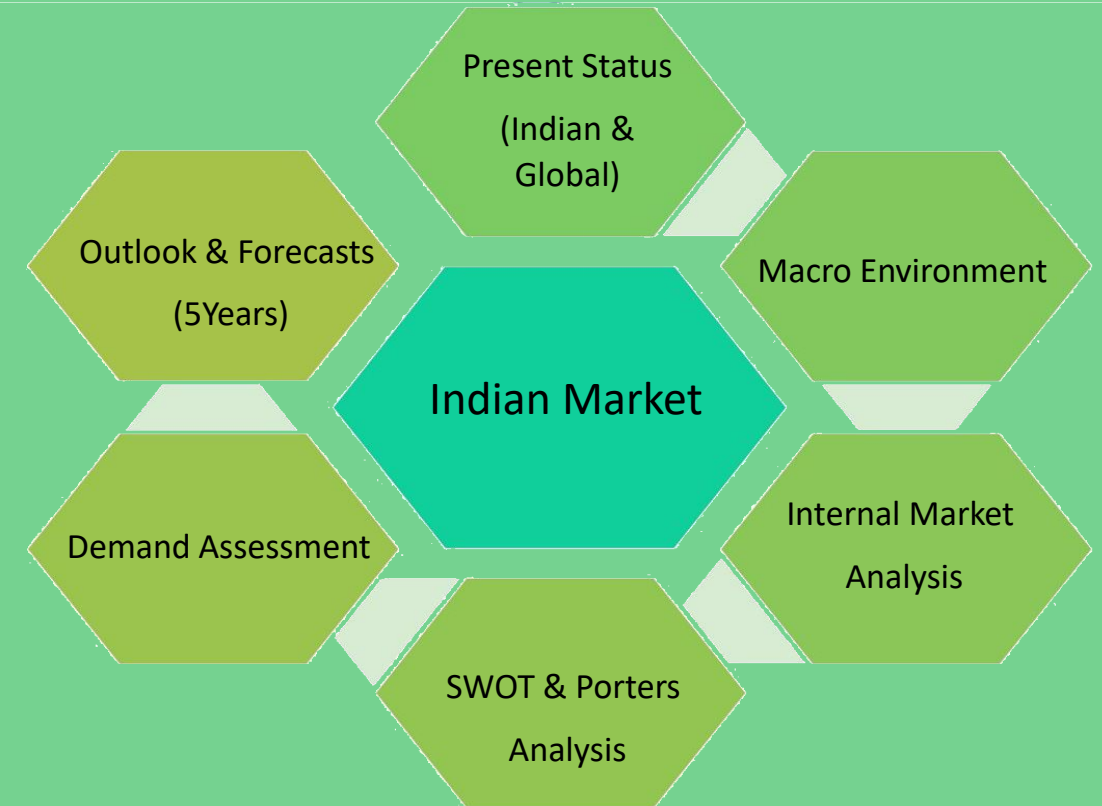 Present Status
(Indian &
Global)
Macro Environment
Internal Market
Analysis
SWOT & Porters
Analysis
Demand Assessment
Outlook & Forecasts
(5Years)
Indian Market